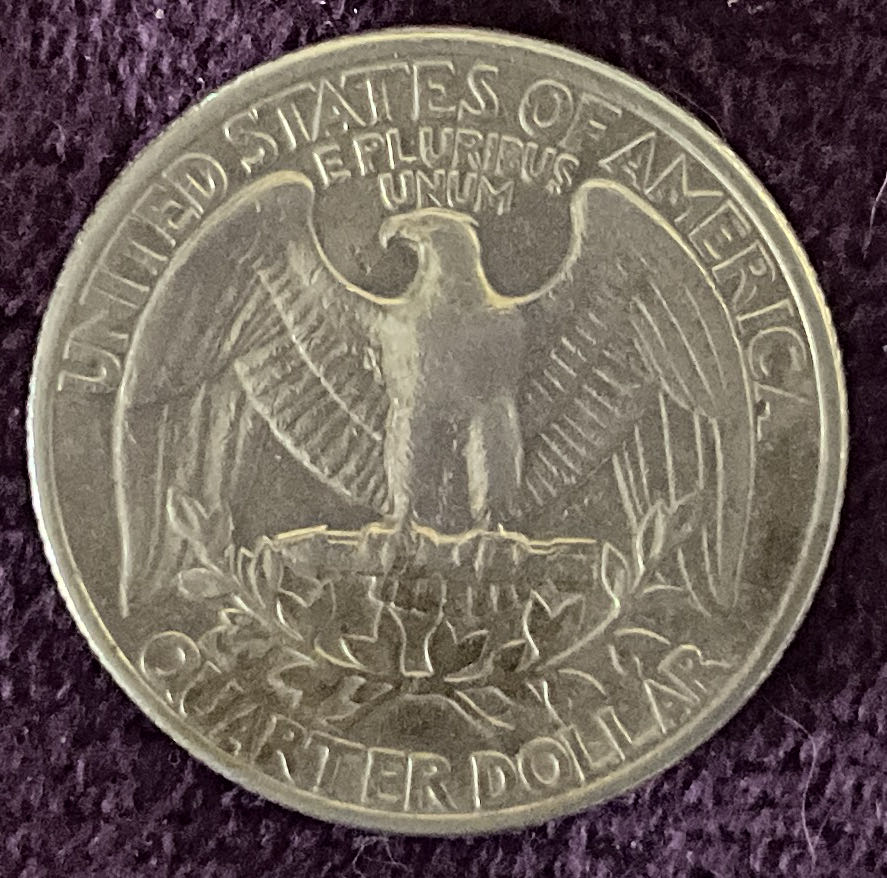 UNITED STATES OF AMERICA
E PLURIBUS
UNUM
QUARTER DOLLAR